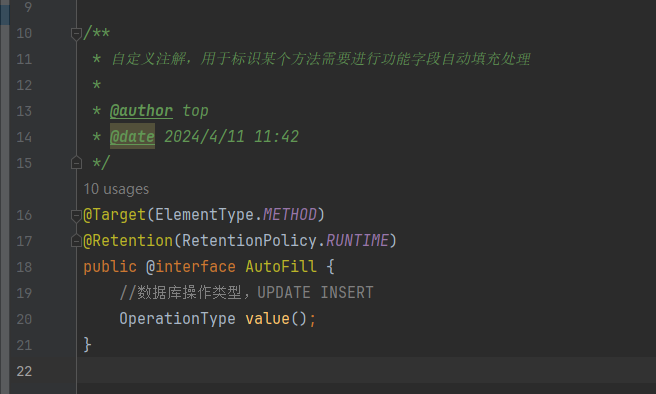 9
10 /**
11 * 自定义注解，用于标识某个方法需要进行功能字段自动填充处理
12 *
13 * @author top
14 * @date 2024/4/11 11:42
15 */
10 usages
16 @Target(ElementType.METHOD)
17 @Retention(RetentionPolicy.RUNTIME)
18 public @interface AutoFill {
19 //数据库操作类型，UPDATE INSERT
20 OperationType value();
21 }
22